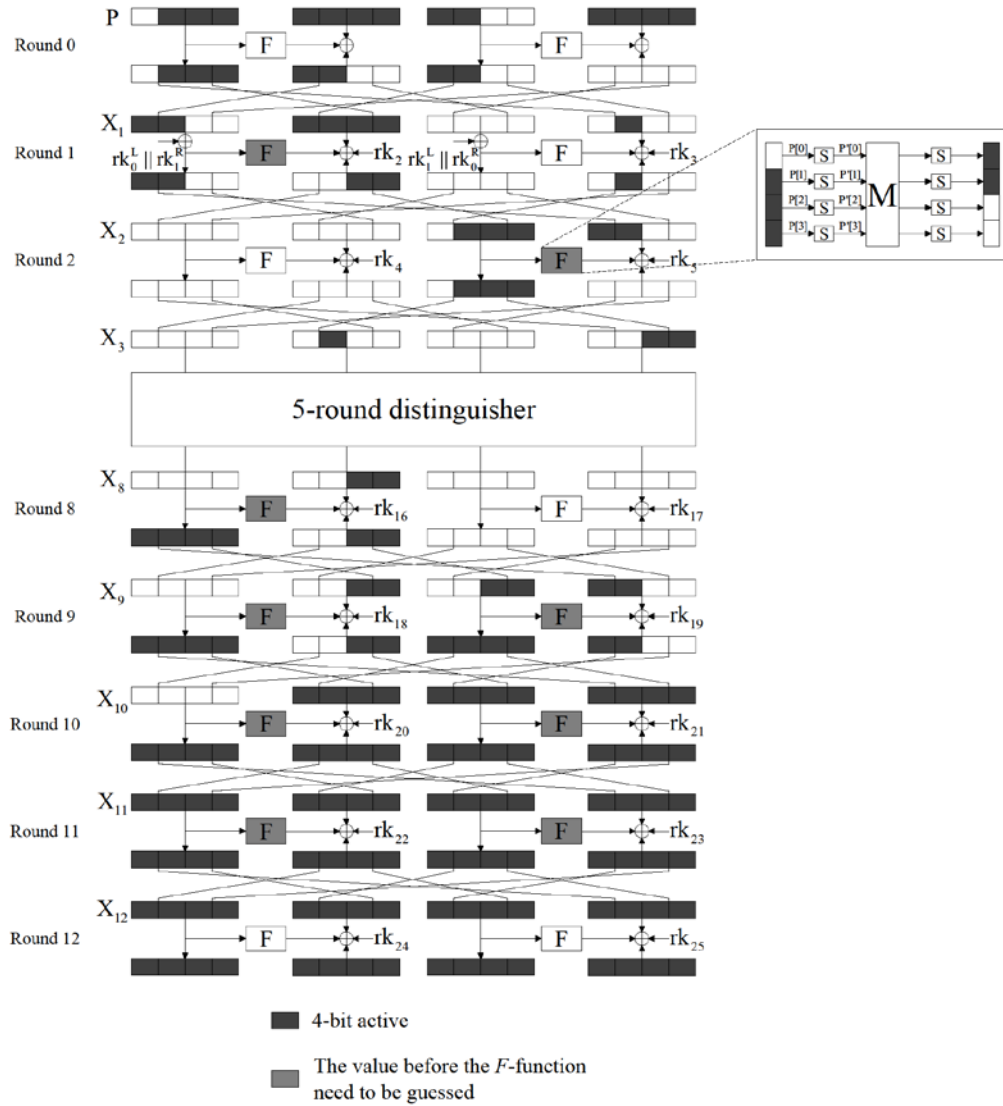 P
Round 0
F
F
X₁
Round 1
rk₀ᴸ || rk₁ᴿ
F
rk₂
rk₁ᴸ || rk₀ᴿ
F
rk₃
P[0] S P'[0] S
P[1] S P'[1] S
P[2] S P'[2] S
P[3] S P'[3] S
M
X₂
Round 2
F
rk₄
F
rk₅
X₃
5-round distinguisher
X₈
Round 8
F
rk₁₆
F
rk₁₇
X₉
Round 9
F
rk₁₈
F
rk₁₉
X₁₀
Round 10
F
rk₂₀
F
rk₂₁
X₁₁
Round 11
F
rk₂₂
F
rk₂₃
X₁₂
Round 12
F
rk₂₄
F
rk₂₅
4-bit active
The value before the F-function
need to be guessed